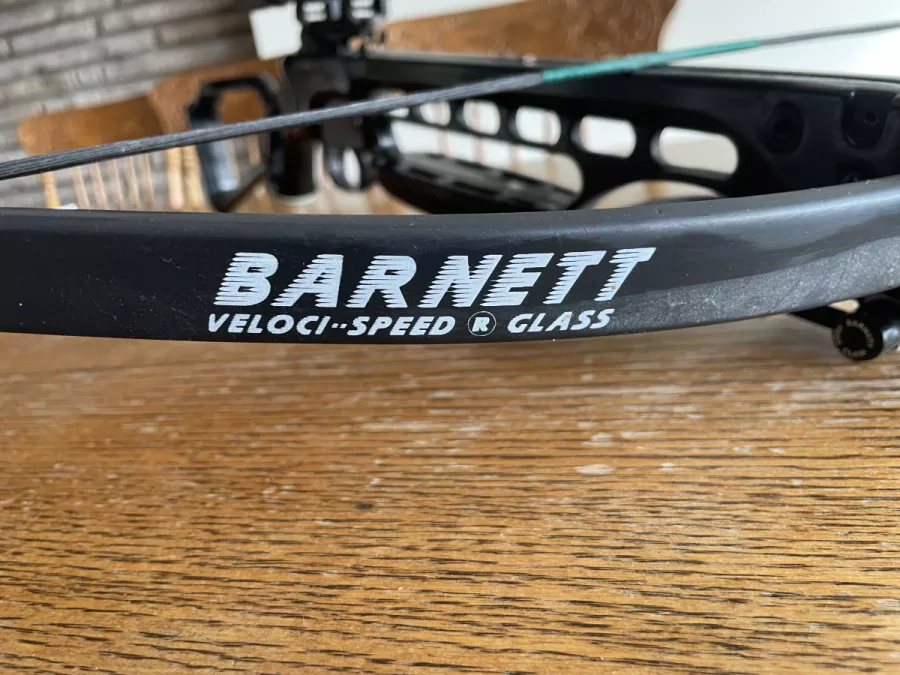 BARNETT
VELOCI--SPEED ® GLASS